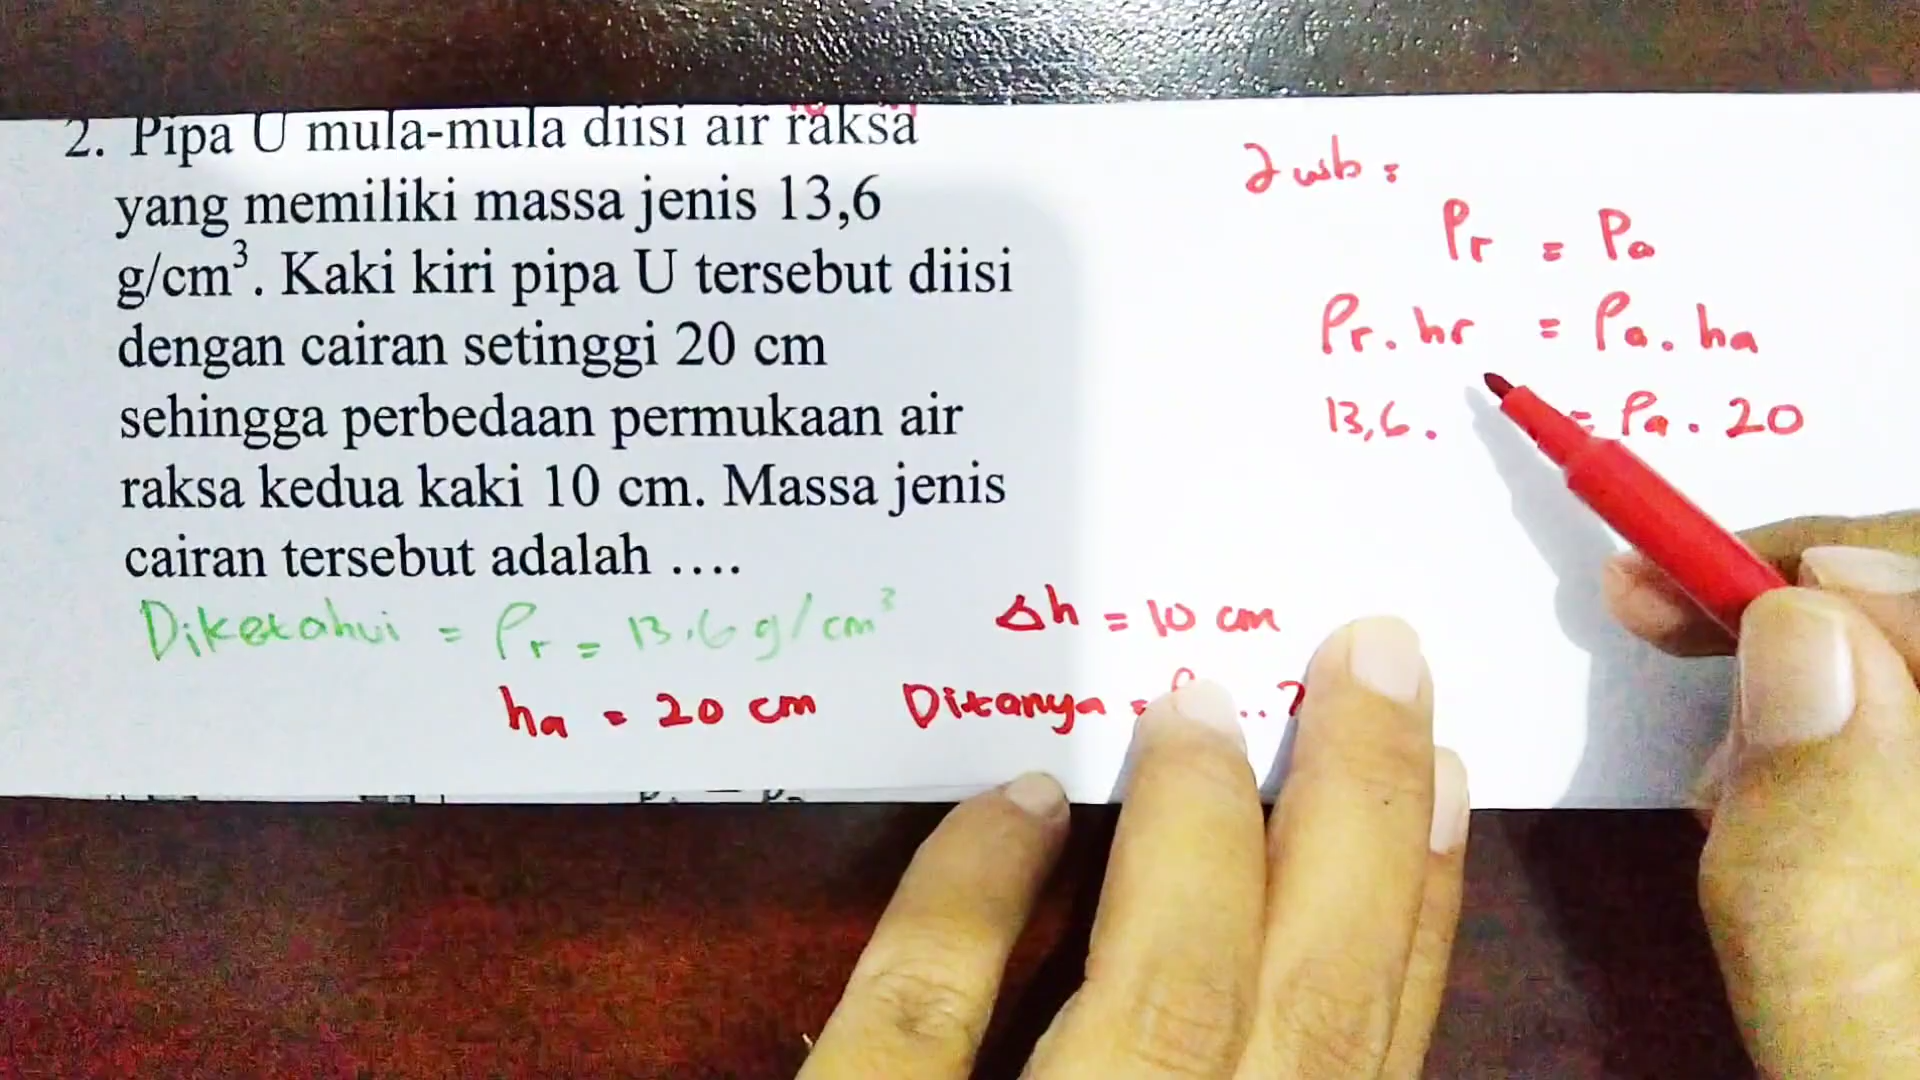 2. Pipa U mula-mula diisi air raksa
yang memiliki massa jenis 13,6
g/cm³. Kaki kiri pipa U tersebut diisi
dengan cairan setinggi 20 cm
sehingga perbedaan permukaan air
raksa kedua kaki 10 cm. Massa jenis
cairan tersebut adalah ....
Diketahui = ρr = 13,6 g/cm³
ha = 20 cm
Δh = 10 cm
Ditanya = ..?
Jwb :
Pr = Pa
ρr . hr = ρa . ha
13,6 . = ρa . 20